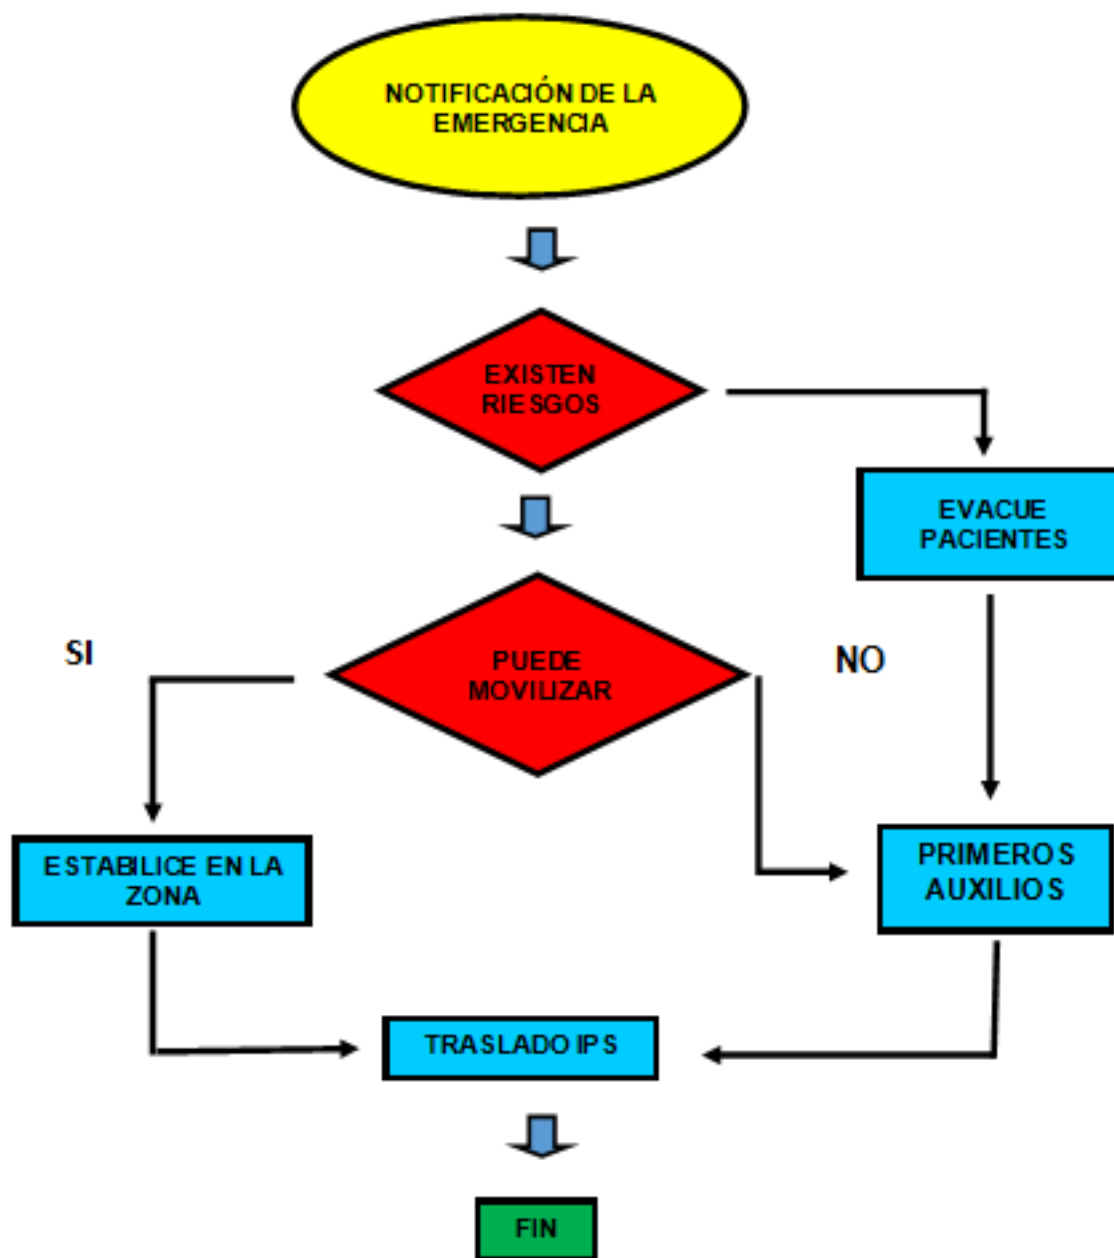 NOTIFICACIÓN DE LA
EMERGENCIA
EXISTEN
RIESGOS
EVACUE
PACIENTES
SI
PUEDE
MOVILIZAR
NO
ESTABILICE EN LA
ZONA
PRIMEROS
AUXILIOS
TRASLADO IPS
FIN